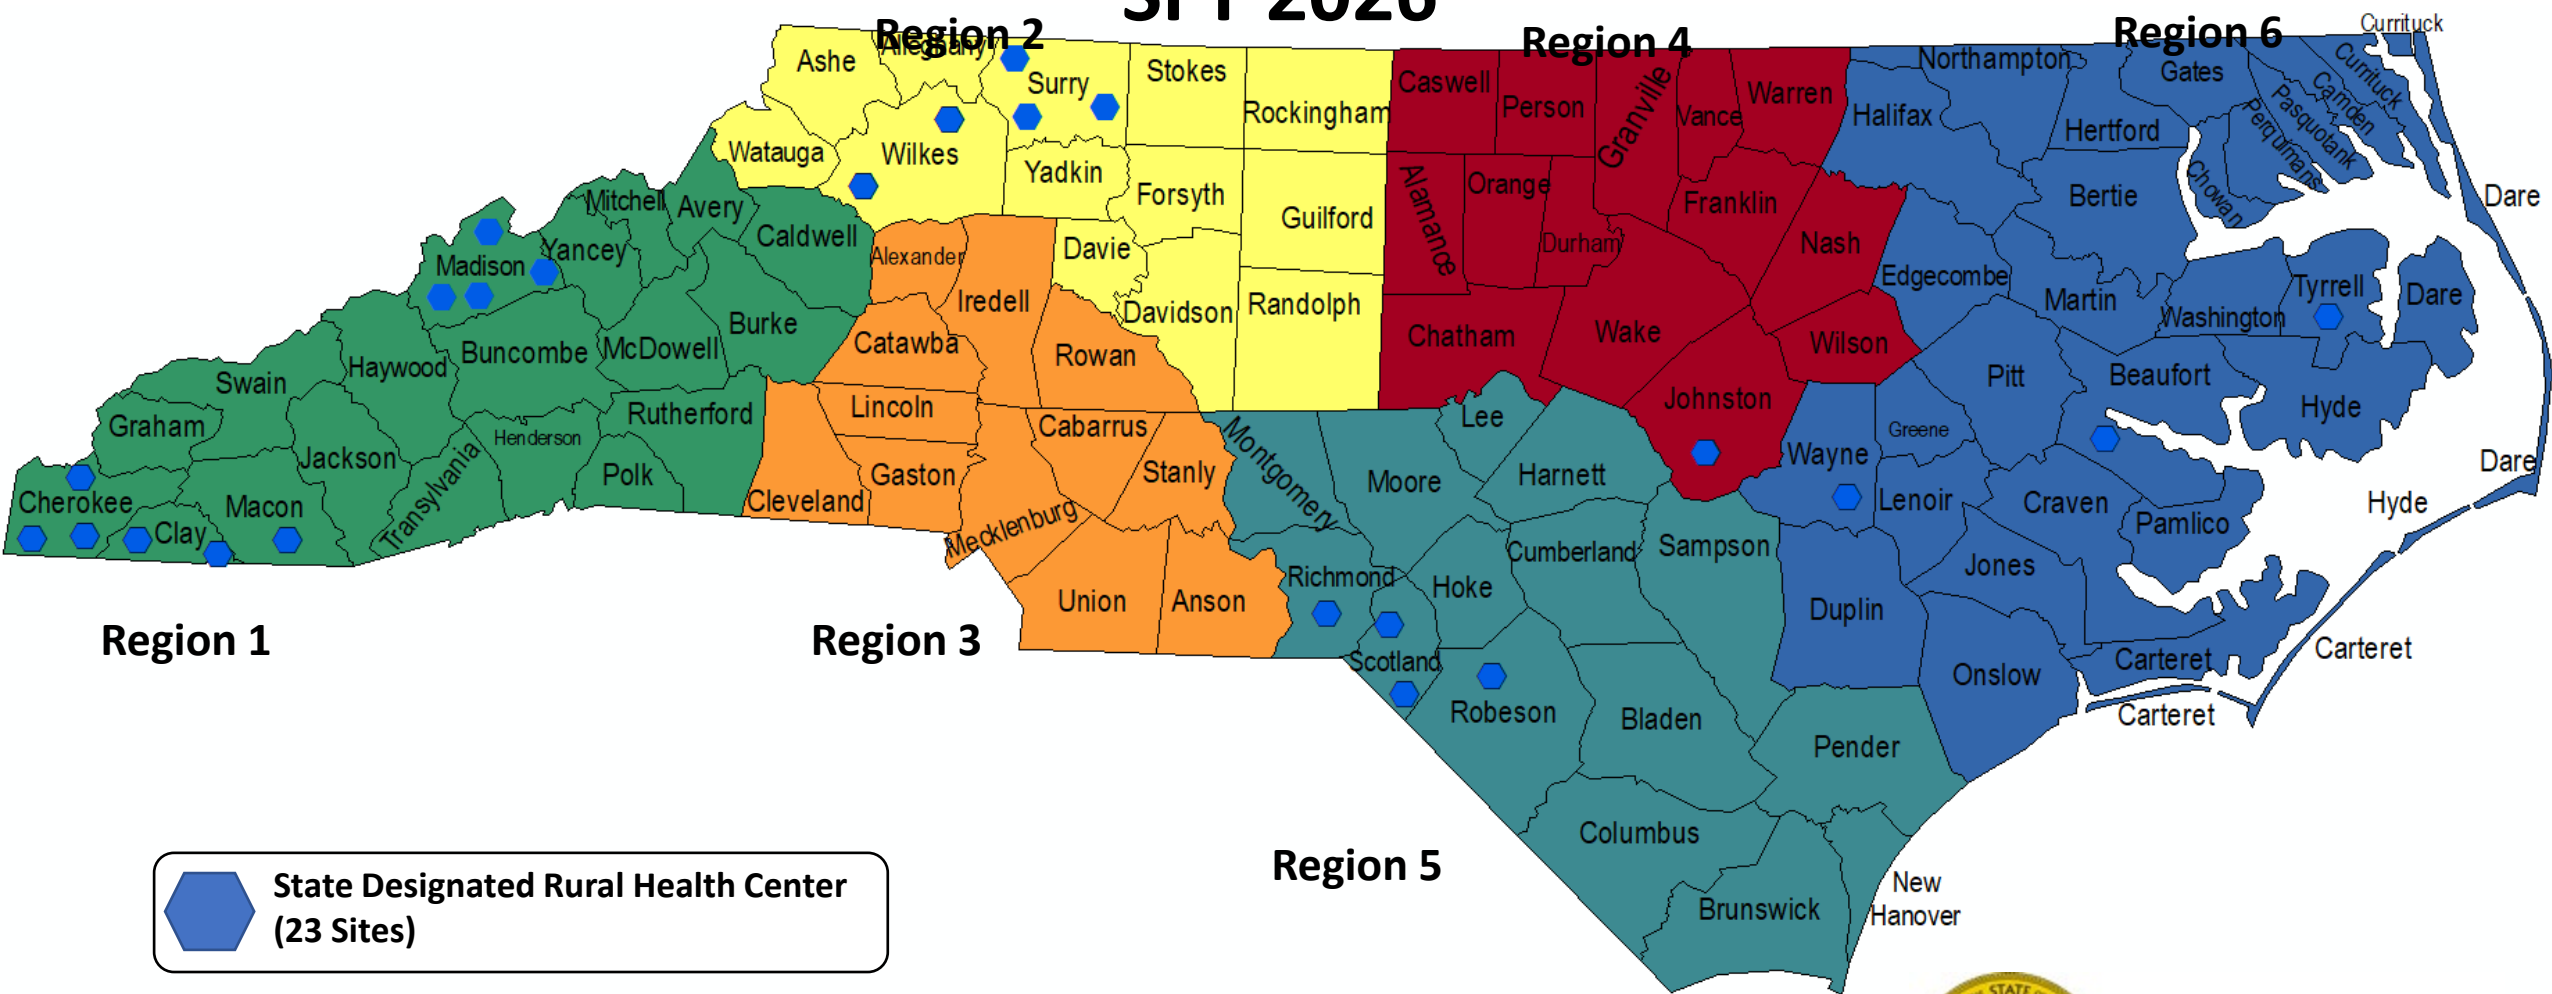 SFY 2026
Region 2
Region 4
Region 6
Currituck
Ashe
Alleghany
Surry
Stokes
Rockingham
Caswell
Person
Granville
Vance
Warren
Northampton
Halifax
Gates
Hertford
Currituck
Camden
Pasquotank
Perquimans
Chowan
Bertie
Dare
Watauga
Wilkes
Yadkin
Forsyth
Guilford
Alamance
Orange
Durham
Franklin
Nash
Edgecombe
Martin
Washington
Tyrrell
Dare
Mitchell
Avery
Caldwell
Yancey
Madison
Alexander
Iredell
Davie
Davidson
Randolph
Chatham
Wake
Wilson
Pitt
Beaufort
Hyde
Swain
Haywood
Buncombe
McDowell
Burke
Catawba
Rowan
Johnston
Wayne
Greene
Graham
Jackson
Transylvania
Henderson
Rutherford
Polk
Lincoln
Gaston
Cleveland
Cabarrus
Stanly
Montgomery
Moore
Lee
Harnett
Lenoir
Craven
Pamlico
Hyde
Dare
Cherokee
Clay
Macon
Mecklenburg
Union
Anson
Richmond
Hoke
Cumberland
Sampson
Duplin
Jones
Onslow
Carteret
Carteret
Carteret
Scotland
Robeson
Bladen
Pender
Columbus
Brunswick
New
Hanover
Region 1
Region 3
Region 5
State Designated Rural Health Center
(23 Sites)
STATE